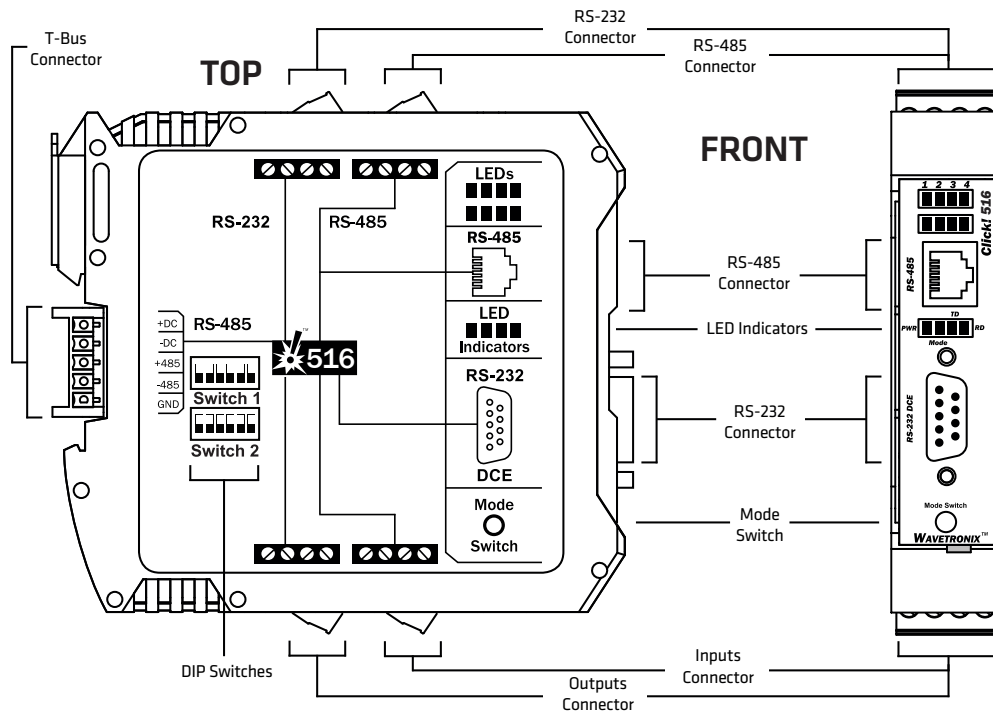 RS-232
Connector
T-Bus
Connector
RS-485
Connector
TOP
FRONT
LEDs
RS-232
RS-485
RS-485
LED
Indicators
+DC
-DC
+485
-485
GND
RS-485
™
516
Switch 1
Switch 2
RS-232
DCE
Mode
Switch
RS-485
Connector
LED Indicators
RS-232
Connector
Mode
Switch
1 2 3 4
Click! 516
RS-485
TD
PWR
RD
Mode
RS-232 DCE
Mode Switch
WAVETRONIX™
DIP Switches
Inputs
Connector
Outputs
Connector